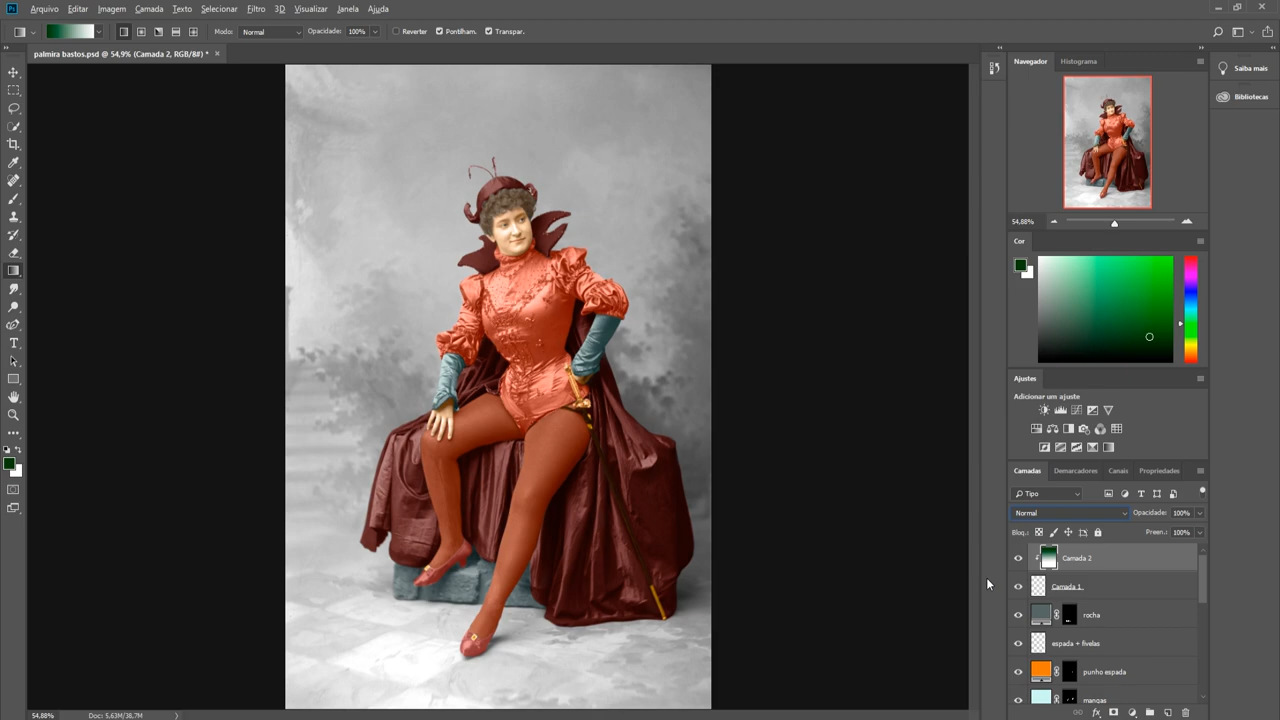 Ps Arquivo Editar Imagem Camada Texto Selecionar Filtro 3D Visualizar Janela Ajuda
Modo: Normal Opacidade: 100% Reverter Pontilham. Transpar.
palmira bastos.psd @ 54,9% (Camada 2, RGB/8#) * ×
Navegador Histograma
Saiba mais
Bibliotecas
54,88%
Cor
Ajustes
Adicionar um ajuste
Camadas Demarcadores Canais Propriedades
Tipo
Normal Opacidade: 100%
Bloq.: Preen.: 100%
Camada 2
Camada 1
rocha
espada + fivelas
punho espada
mangas
fx
54,88% Doc: 5,63M/38,7M